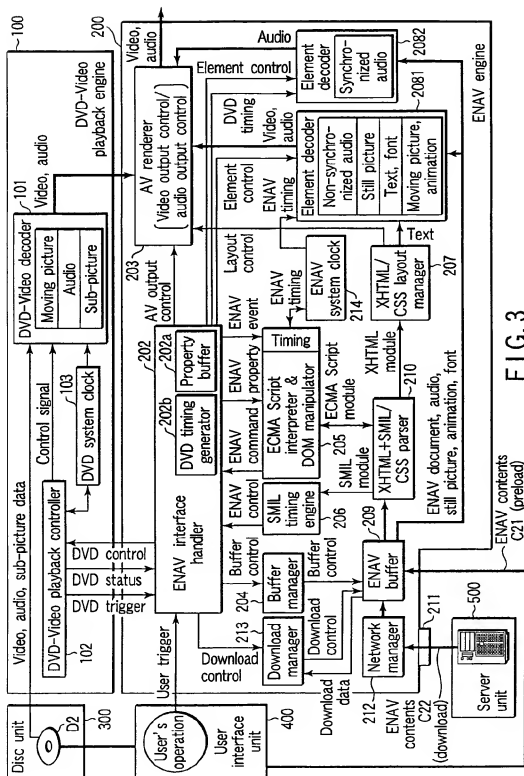 Disc unit
D2
300
User's
operation
User interface
unit
400
100
DVD-Video
playback engine
Video, audio, sub-picture data
DVD-Video playback controller
102
Control signal
DVD system clock
103
101
DVD-Video decoder
Moving picture
Audio
Sub-picture
Video, audio
Video,
audio
200
DVD control
DVD status
DVD trigger
User trigger
ENAV interface
handler
202
202a
Property
buffer
202b
DVD timing
generator
AV output
control
203
AV renderer
Video output control/
audio output control
Audio
Element control
DVD
timing
Video,
audio
Element
control
ENAV
timing
Layout
control
Element decoder
Synchro-
nized
audio
2082
Element decoder
Non-synchro-
nized audio
Still picture
Text, font
Moving picture,
animation
2081
Download
control
Buffer
control
ENAV
control
ENAV
command
ENAV
property
ENAV
event
213
Download
manager
204
Buffer
manager
SMIL
timing
engine
206
Timing
ECMA Script
interpreter &
DOM manipulator
205
ENAV
timing
ENAV
system clock
214
Download
control
Buffer
control
Download
data
SMIL
module
ECMA Script
module
XHTML
module
Text
212
Network
manager
209
ENAV
buffer
XHTML+SMIL/
CSS parser
210
XHTML/
CSS layout
manager
207
211
ENAV engine
ENAV document, audio,
still picture, animation, font
ENAV
contents
C22
(download)
500
Server
unit
ENAV contents
C21 (preload)
FIG. 3